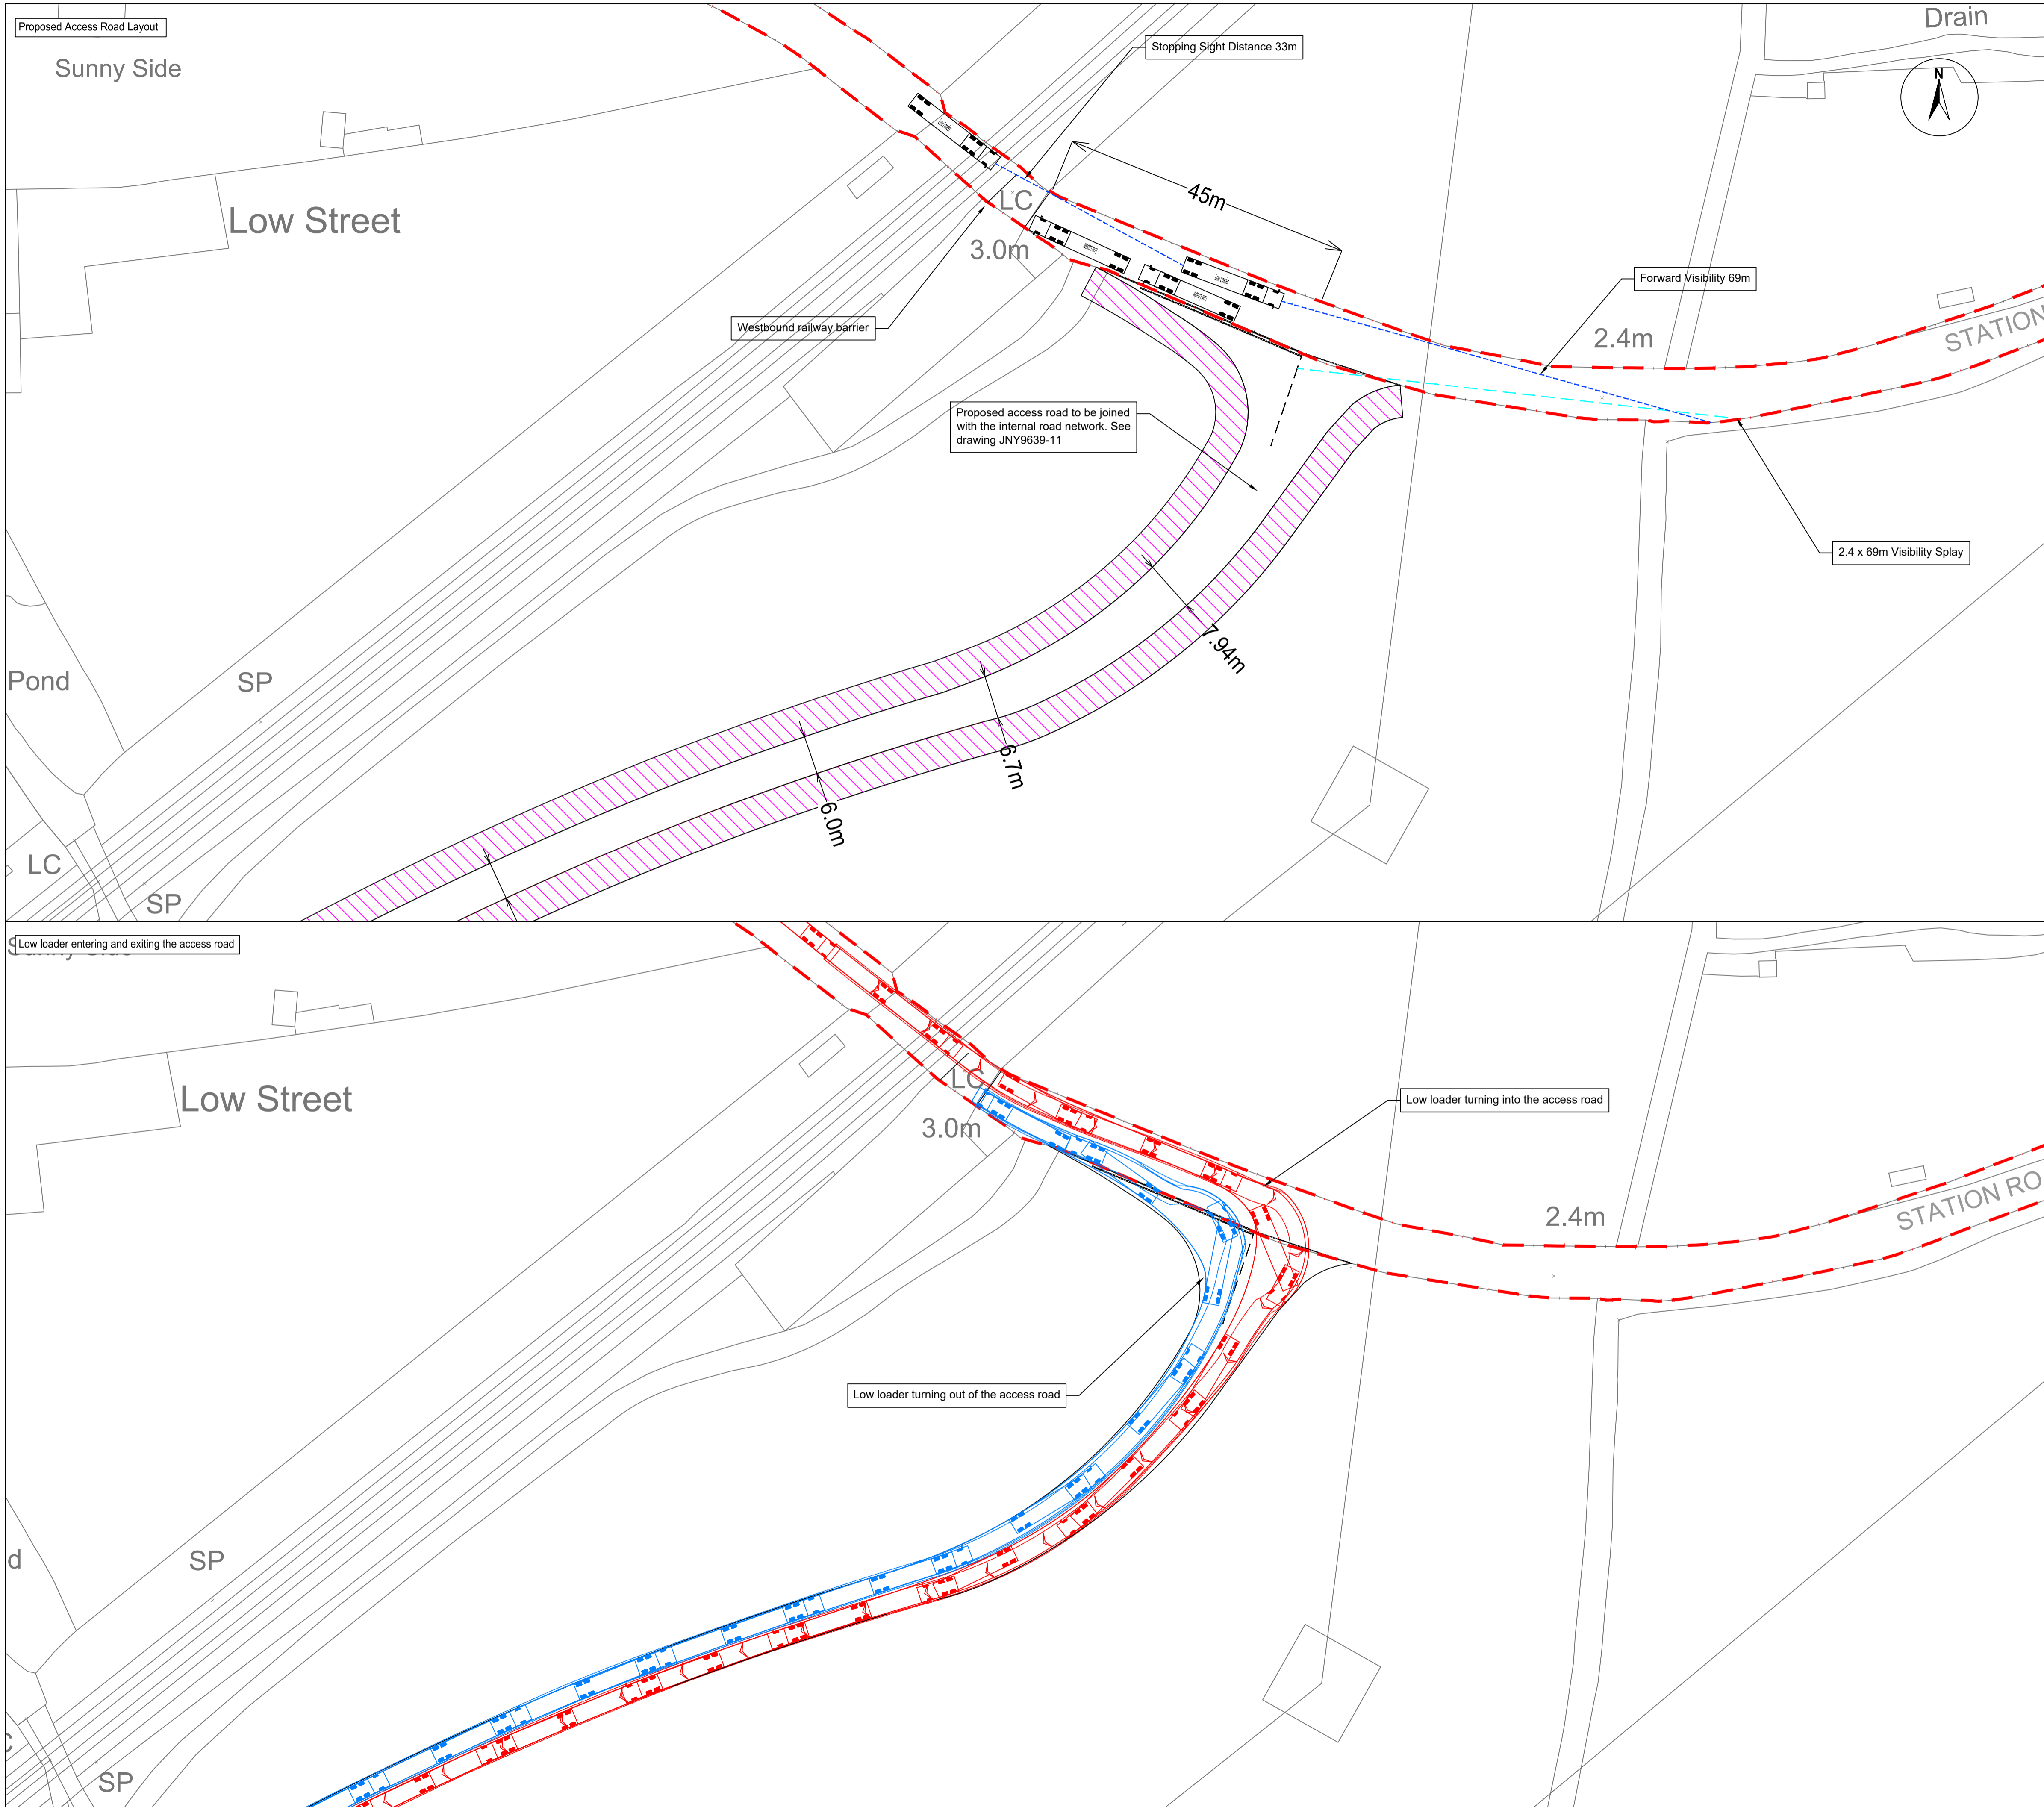 Proposed Access Road Layout
Sunny Side
Drain
N
Stopping Sight Distance 33m
Low Street
LC
3.0m
45m
Westbound railway barrier
Forward Visibility 69m
2.4m
STATION
Proposed access road to be joined
with the internal road network. See
drawing JNY9639-11
2.4 x 69m Visibility Splay
7.94m
Pond
SP
6.7m
6.0m
LC
SP
Low loader entering and exiting the access road
Low Street
LC
3.0m
Low loader turning into the access road
2.4m
STATION RO
Low loader turning out of the access road
d
SP
C
SP